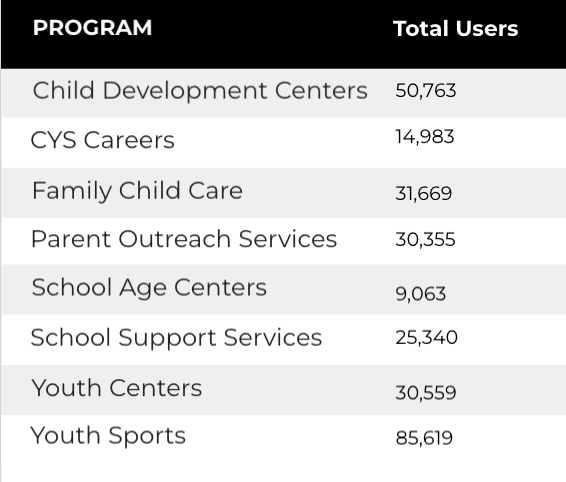 PROGRAM Total Users
Child Development Centers 50,763
CYS Careers 14,983
Family Child Care 31,669
Parent Outreach Services 30,355
School Age Centers 9,063
School Support Services 25,340
Youth Centers 30,559
Youth Sports 85,619